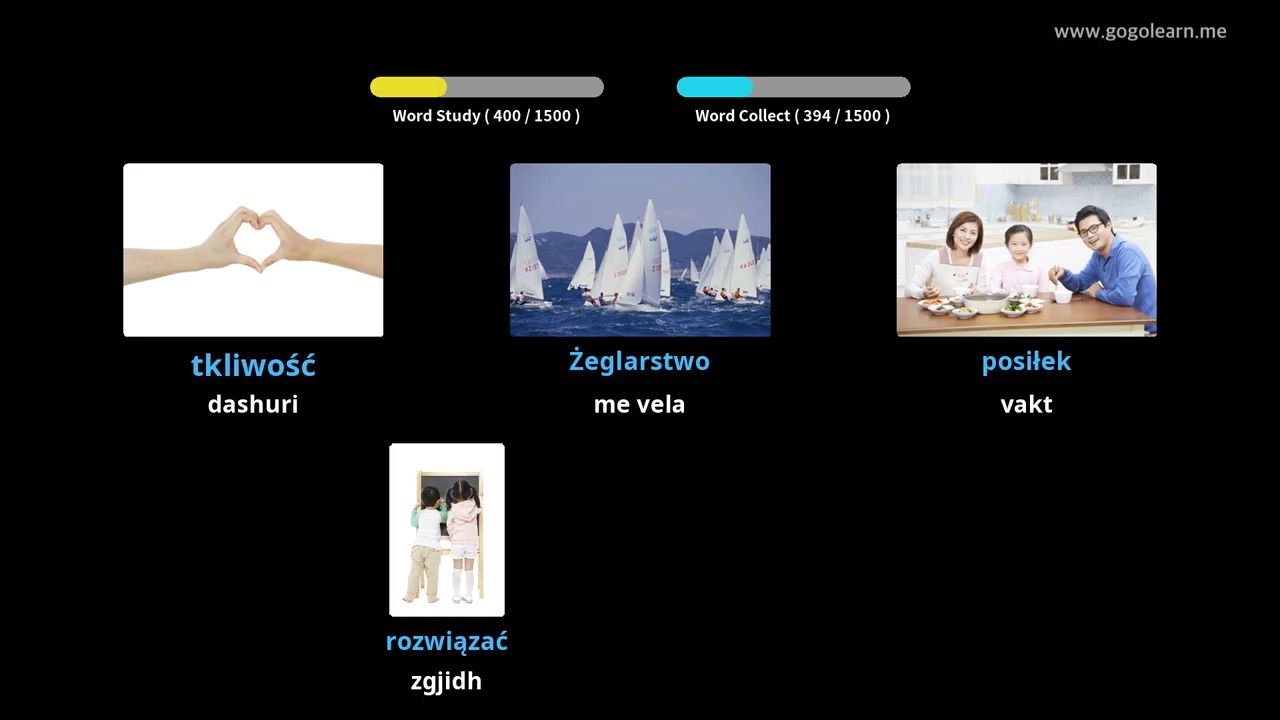 www.gogolearn.me
Word Study ( 400 / 1500 )
Word Collect ( 394 / 1500 )
tkliwość
dashuri
Żeglarstwo
me vela
posiłek
vakt
rozwiązać
zgjidh